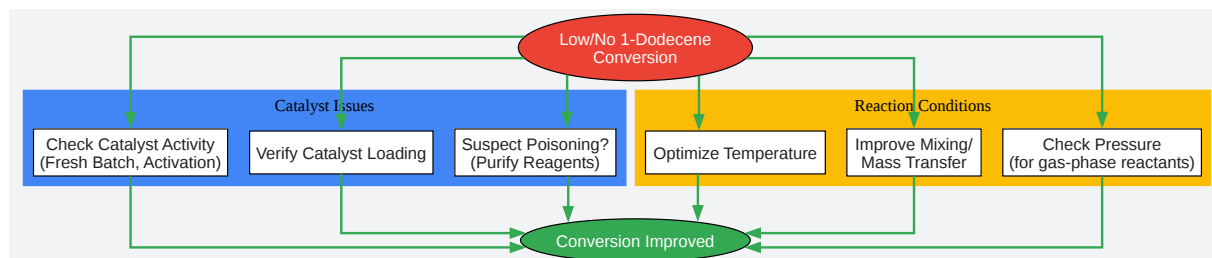 Low/No 1-Dodecene
Conversion
Catalyst Issues
Reaction Conditions
Check Catalyst Activity
(Fresh Batch, Activation)
Verify Catalyst Loading
Suspect Poisoning?
(Purify Reagents)
Optimize Temperature
Improve Mixing/
Mass Transfer
Check Pressure
(for gas-phase reactants)
Conversion Improved